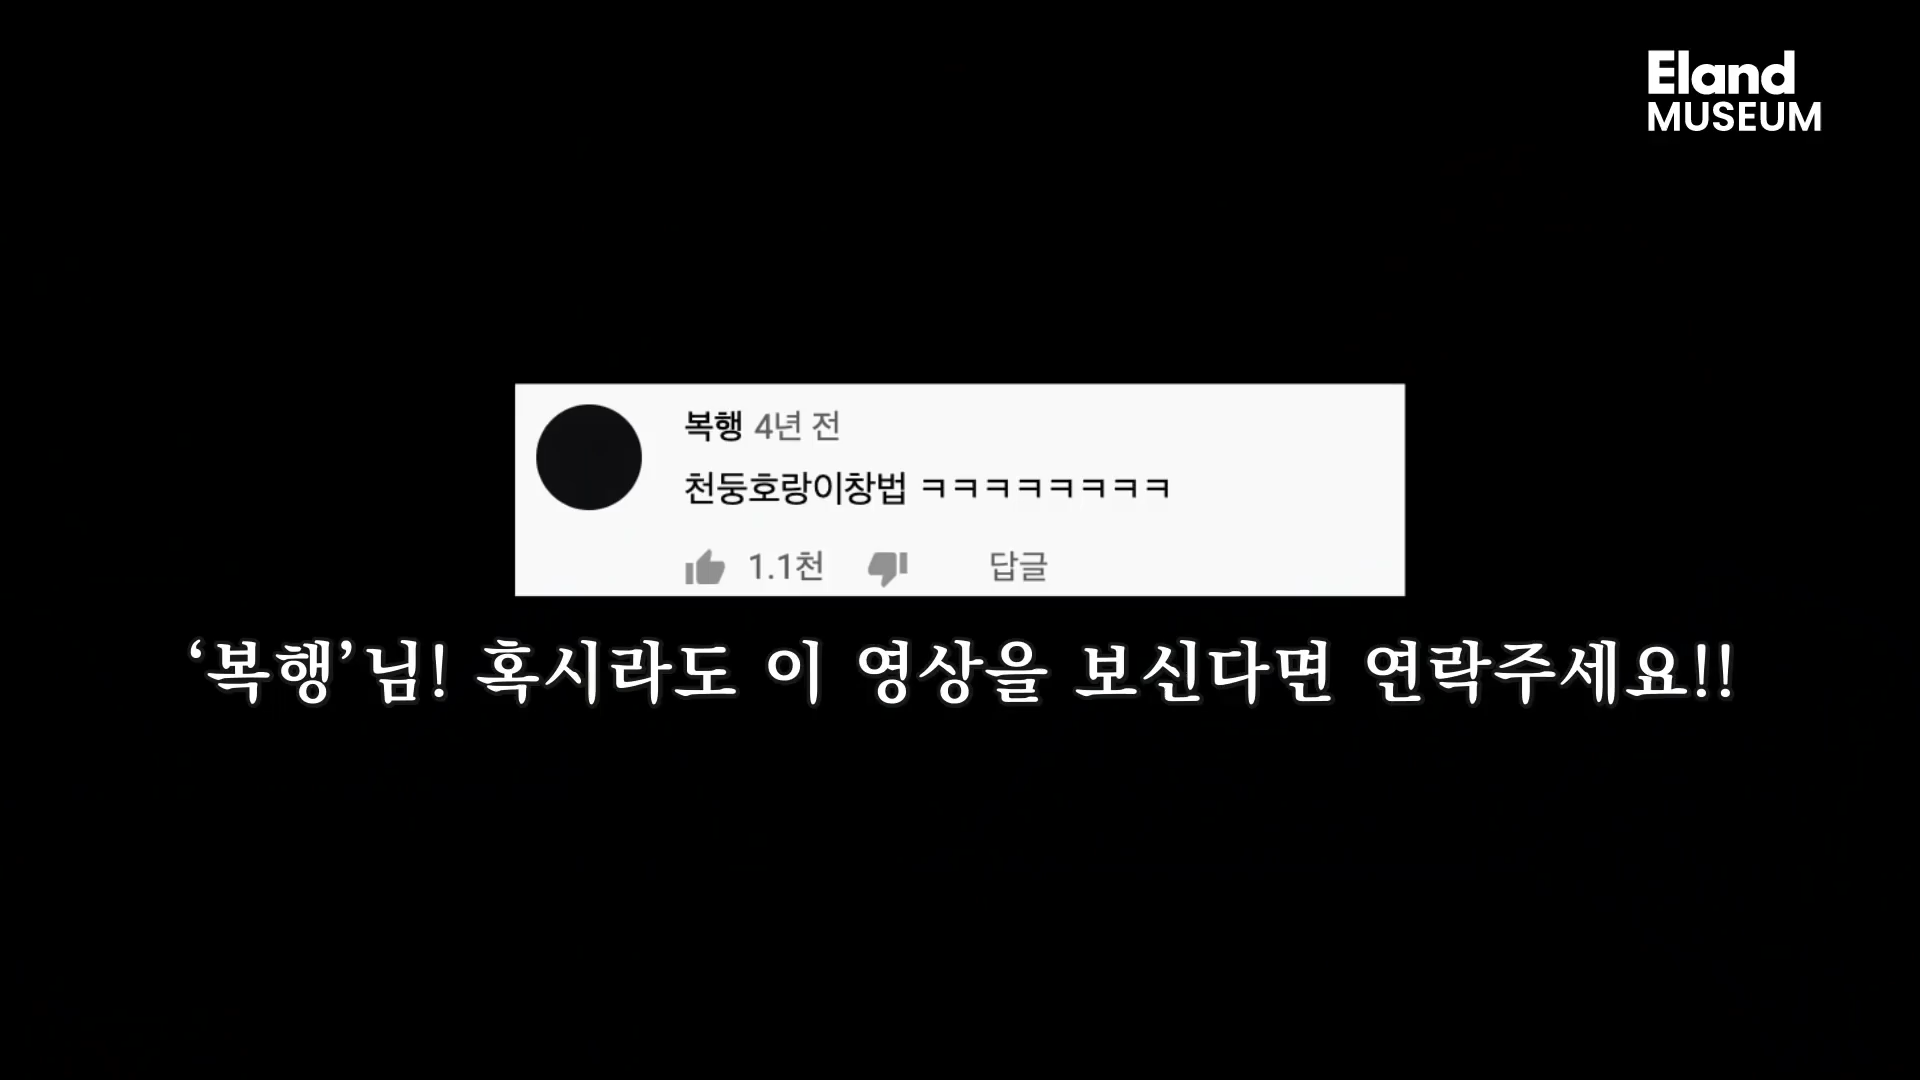 Eland
MUSEUM
복행 4년 전
천둥호랑이창법 ㅋㅋㅋㅋㅋㅋㅋㅋ
1.1천 답글
‘복행’님! 혹시라도 이 영상을 보신다면 연락주세요!!